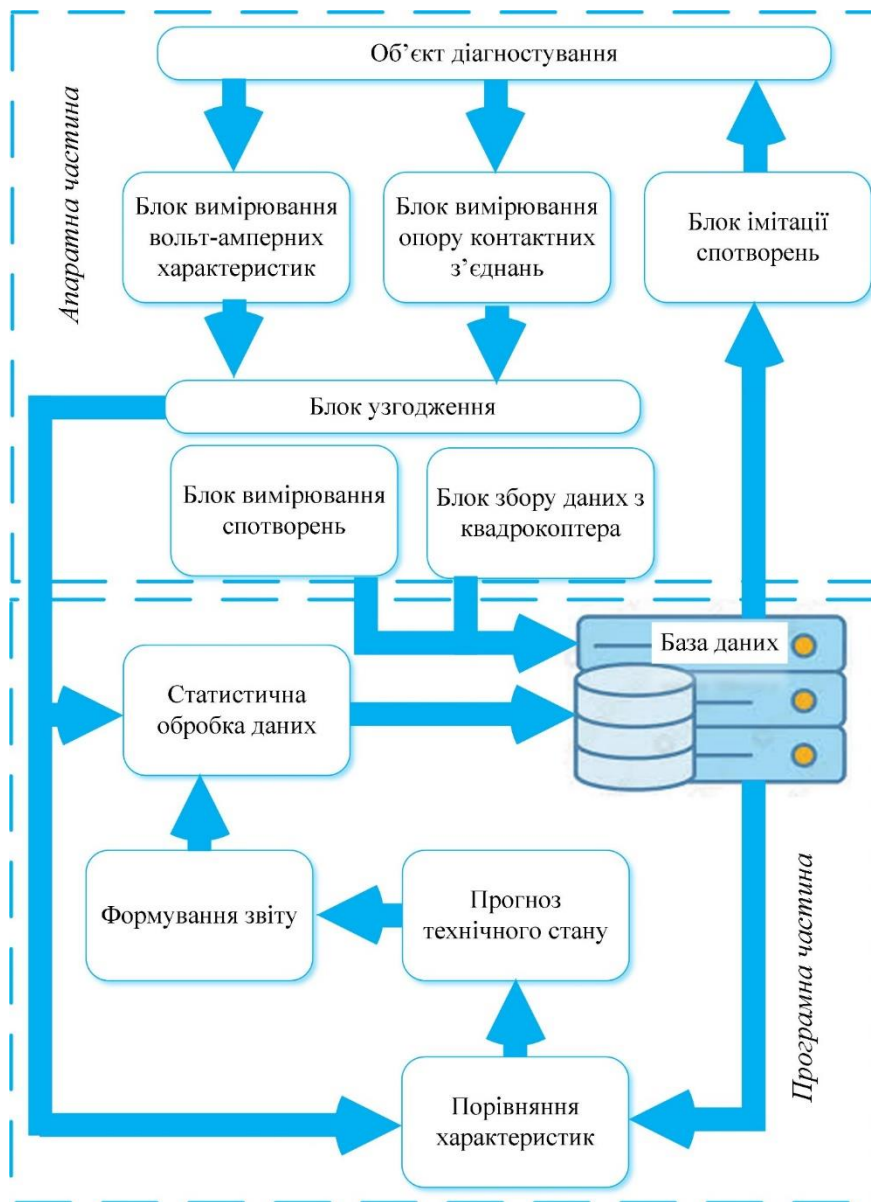 Об’єкт діагностування
Апаратна частина
Блок вимірювання
вольт-амперних
характеристик
Блок вимірювання
опору контактних
з’єднань
Блок імітації
спотворень
Блок узгодження
Блок вимірювання
спотворень
Блок збору даних з
квадрокоптера
База даних
Статистична
обробка даних
Формування звіту
Прогноз
технічного стану
Програмна частина
Порівняння
характеристик